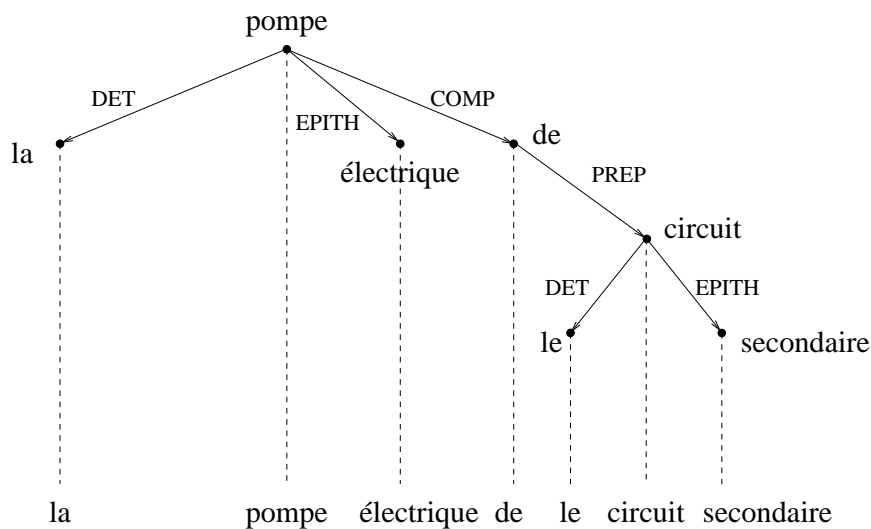 pompe
DET
COMP
EPITH
la
de
électrique
PREP
circuit
DET
EPITH
le
secondaire
la pompe électrique de le circuit secondaire